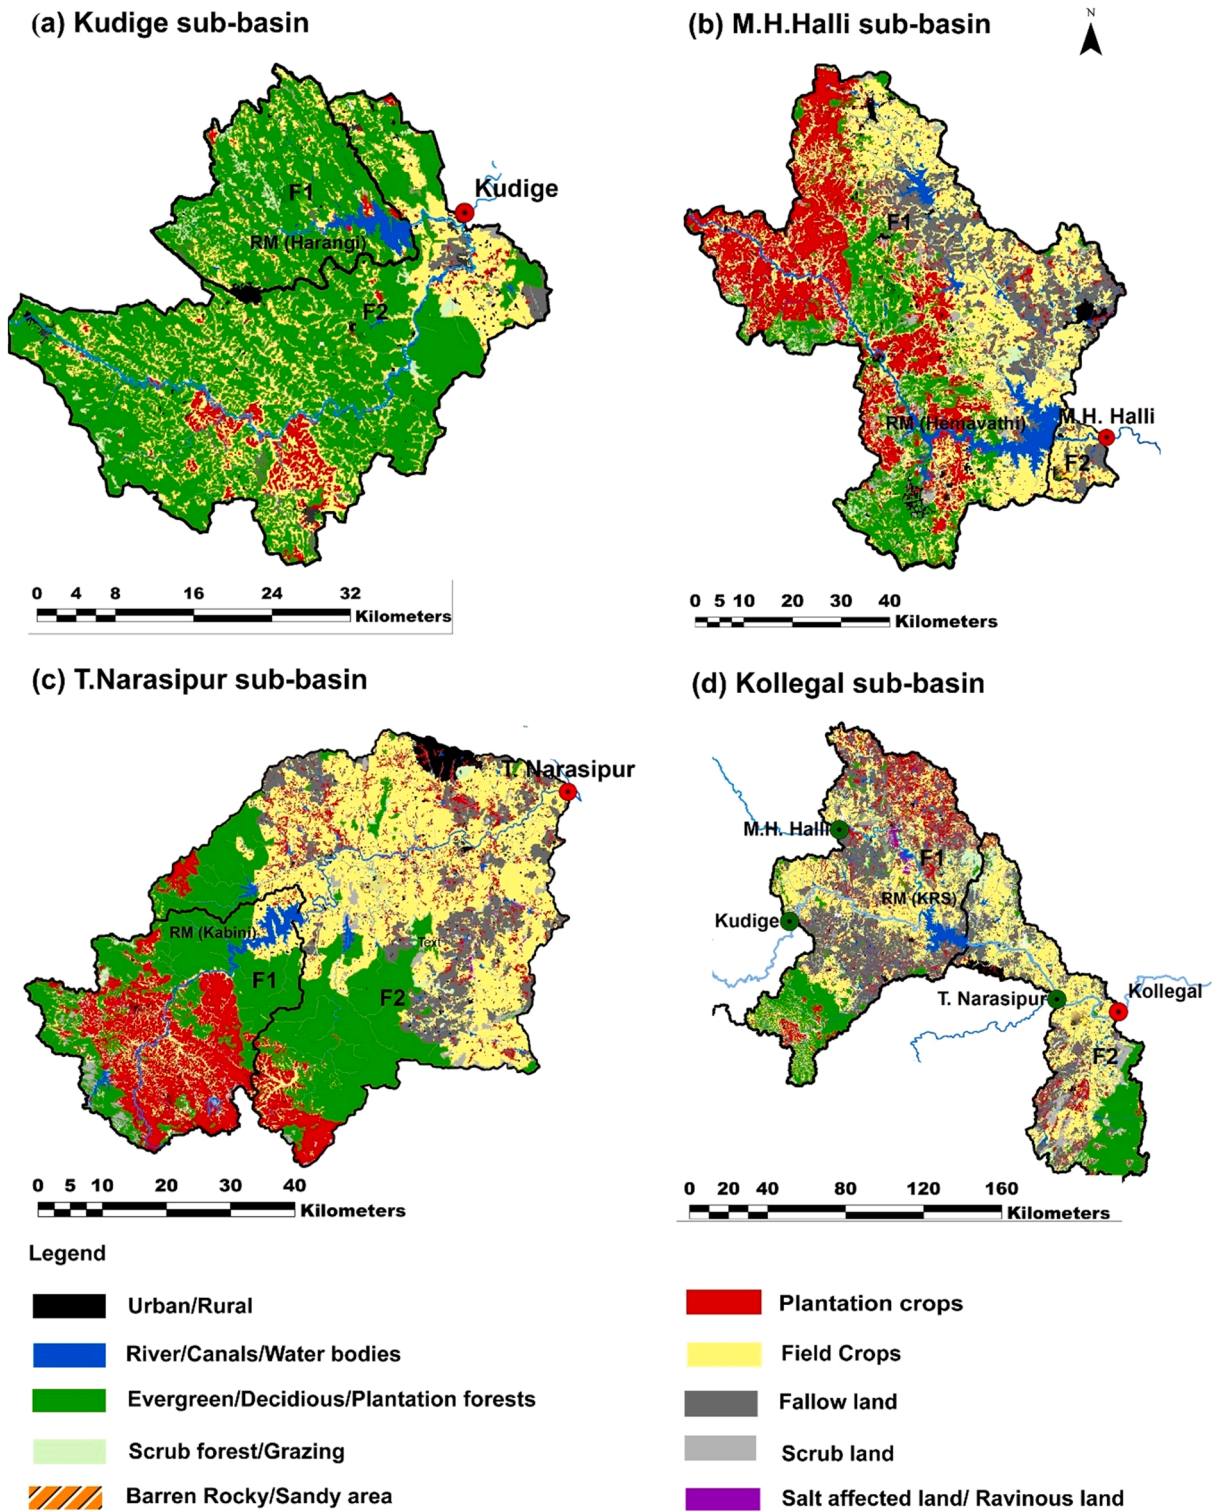 (a) Kudige sub-basin
(b) M.H.Halli sub-basin
N
Kudige
F1
RM (Harangi)
F2
F1
M.H. Halli
RM (Hemavathi)
F2
0 4 8 16 24 32
Kilometers
0 5 10 20 30 40
Kilometers
(c) T.Narasipur sub-basin
(d) Kollegal sub-basin
T. Narasipur
RM (Kabini)
Text
F1
F2
M.H. Halli
F1
RM (KRS)
Kudige
T. Narasipur
Kollegal
F2
0 5 10 20 30 40
Kilometers
0 20 40 80 120 160
Kilometers
Legend
Urban/Rural
River/Canals/Water bodies
Evergreen/Decidious/Plantation forests
Scrub forest/Grazing
Barren Rocky/Sandy area
Plantation crops
Field Crops
Fallow land
Scrub land
Salt affected land/ Ravinous land